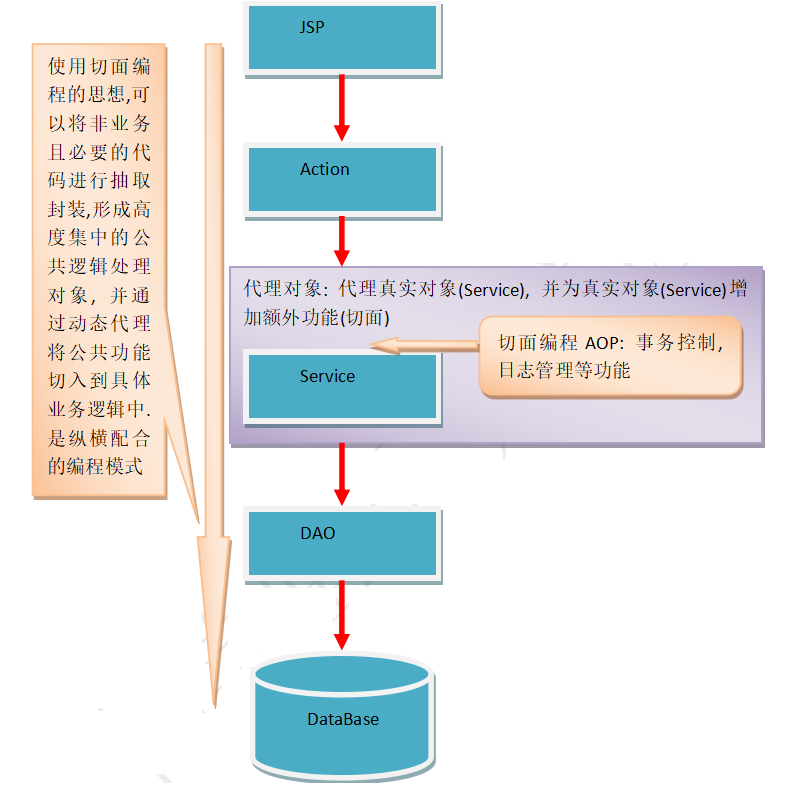 JSP
使用切面编
程的思想,可
以将非业务
且必要的代
码进行抽取
封装,形成高
度集中的公
共逻辑处理
对象，并通
过动态代理
将公共功能
切入到具体
业务逻辑中.
是纵横配合
的编程模式
Action
代理对象: 代理真实对象(Service)，并为真实对象(Service)增
加额外功能(切面)
切面编程 AOP: 事务控制,
日志管理等功能
Service
DAO
DataBase